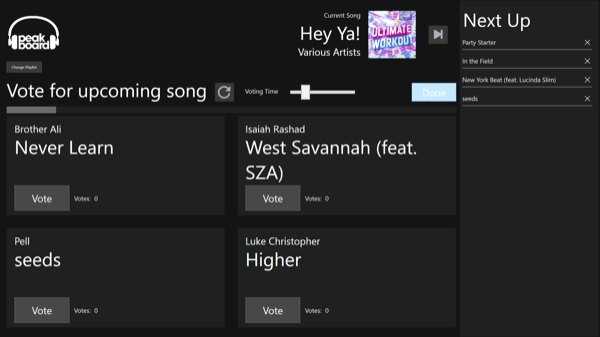 peak
board
Current Song
Hey Ya!
Various Artists
ULTIMATE
WORKOUT
Change Playlist
Vote for upcoming song
Voting Time
Done
Brother Ali
Never Learn
Vote
Votes: 0
Isaiah Rashad
West Savannah (feat.
SZA)
Vote
Votes: 0
Pell
seeds
Vote
Votes: 0
Luke Christopher
Higher
Vote
Votes: 0
Next Up
Party Starter
In the Field
New York Beat (feat. Lucinda Slim)
seeds